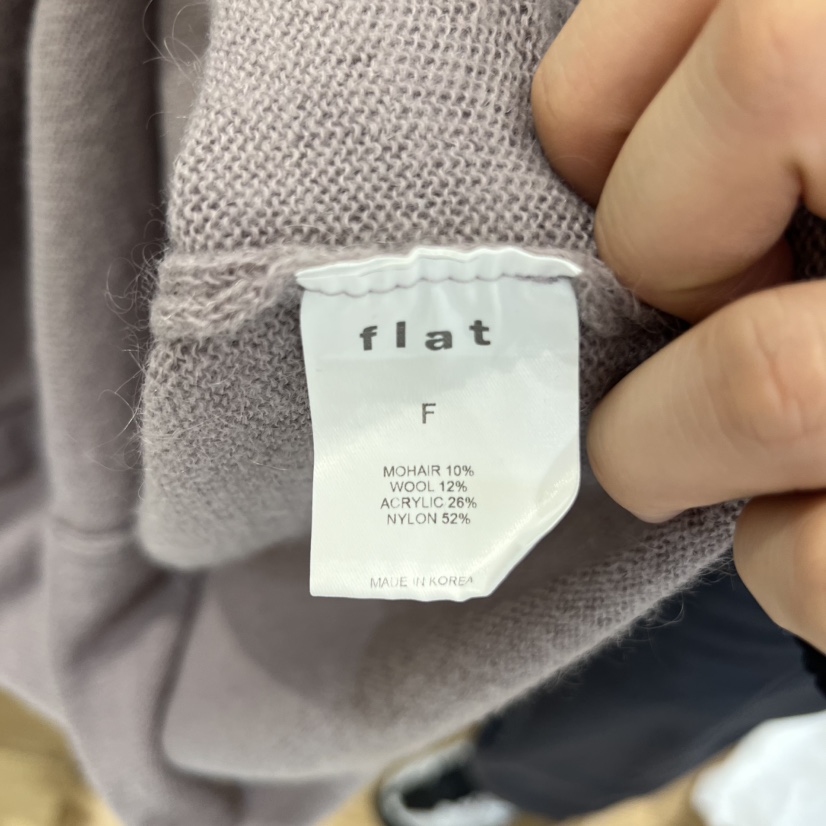 flat
F
MOHAIR 10%
WOOL 12%
ACRYLIC 26%
NYLON 52%
MADE IN KOREA